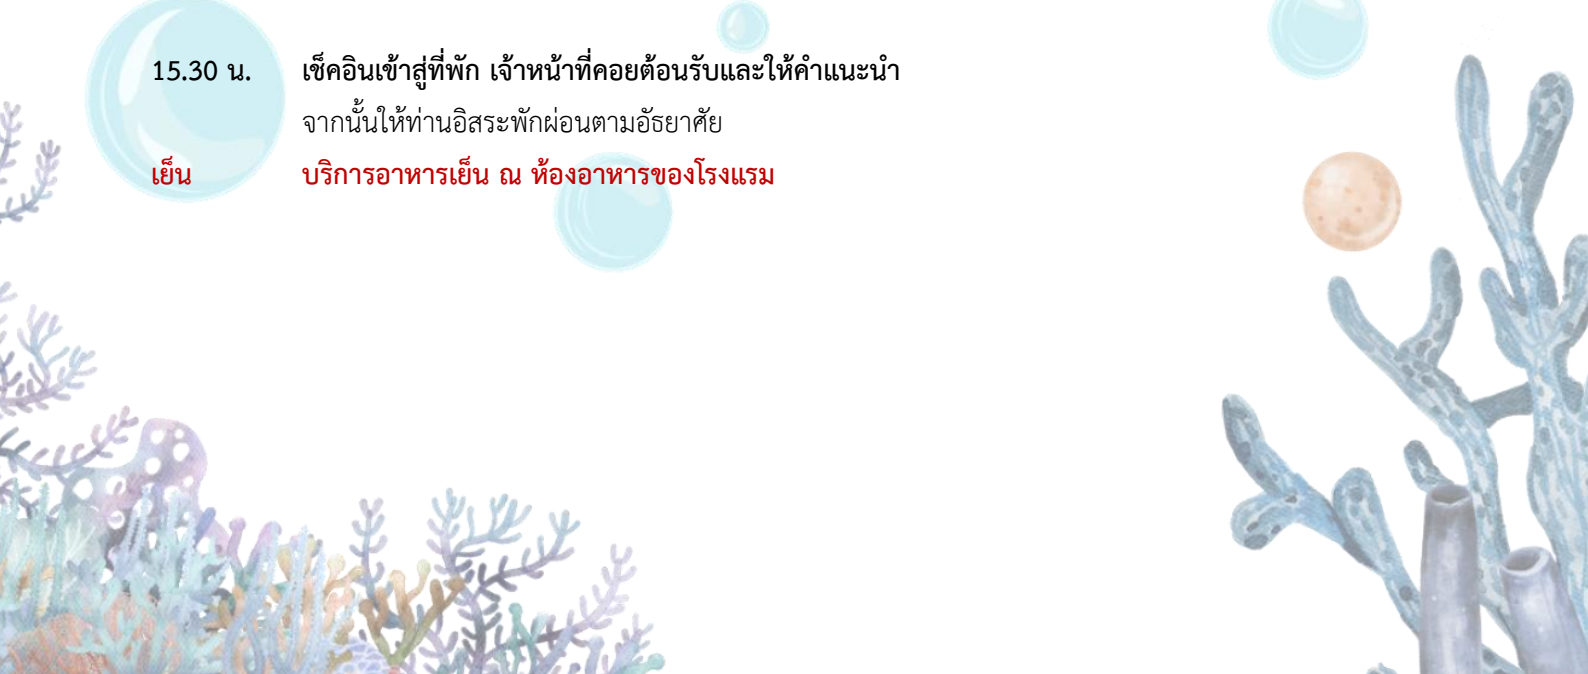 15.30 น. เช็คอินเข้าสู่ที่พัก เจ้าหน้าที่คอยต้อนรับและให้คำแนะนำ
จากนั้นให้ท่านอิสระพักผ่อนตามอัธยาศัย
เย็น บริการอาหารเย็น ณ ห้องอาหารของโรงแรม